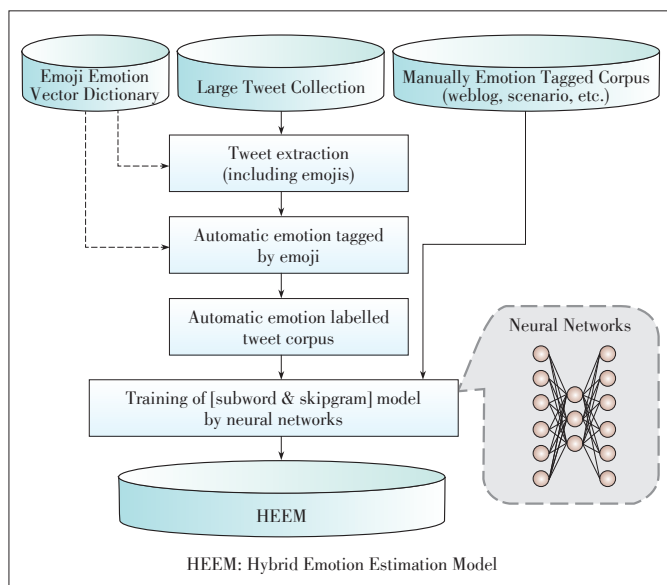 Emoji Emotion
Vector Dictionary
Large Tweet Collection
Manually Emotion Tagged Corpus
(weblog, scenario, etc.)
Tweet extraction
(including emojis)
Automatic emotion tagged
by emoji
Automatic emotion labelled
tweet corpus
Neural Networks
Training of [subword & skipgram] model
by neural networks
HEEM
HEEM: Hybrid Emotion Estimation Model